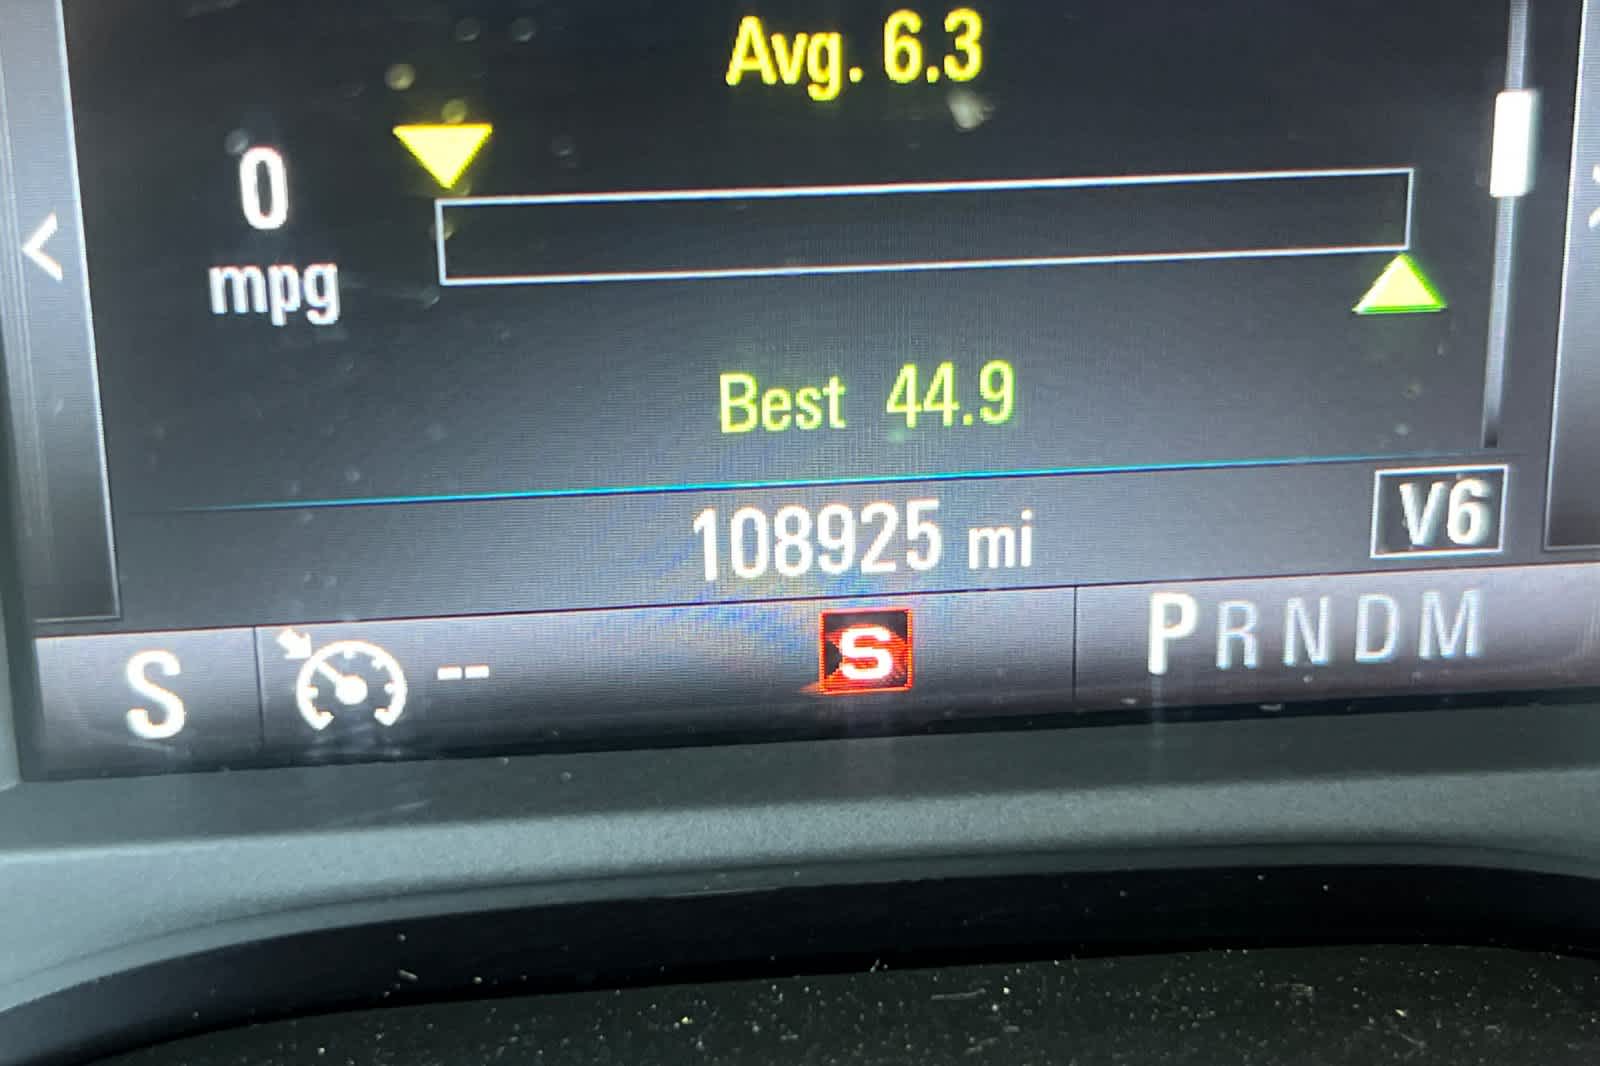 Avg. 6.3
0
mpg
Best 44.9
108925 mi
V6
S
--
S
PRNDM